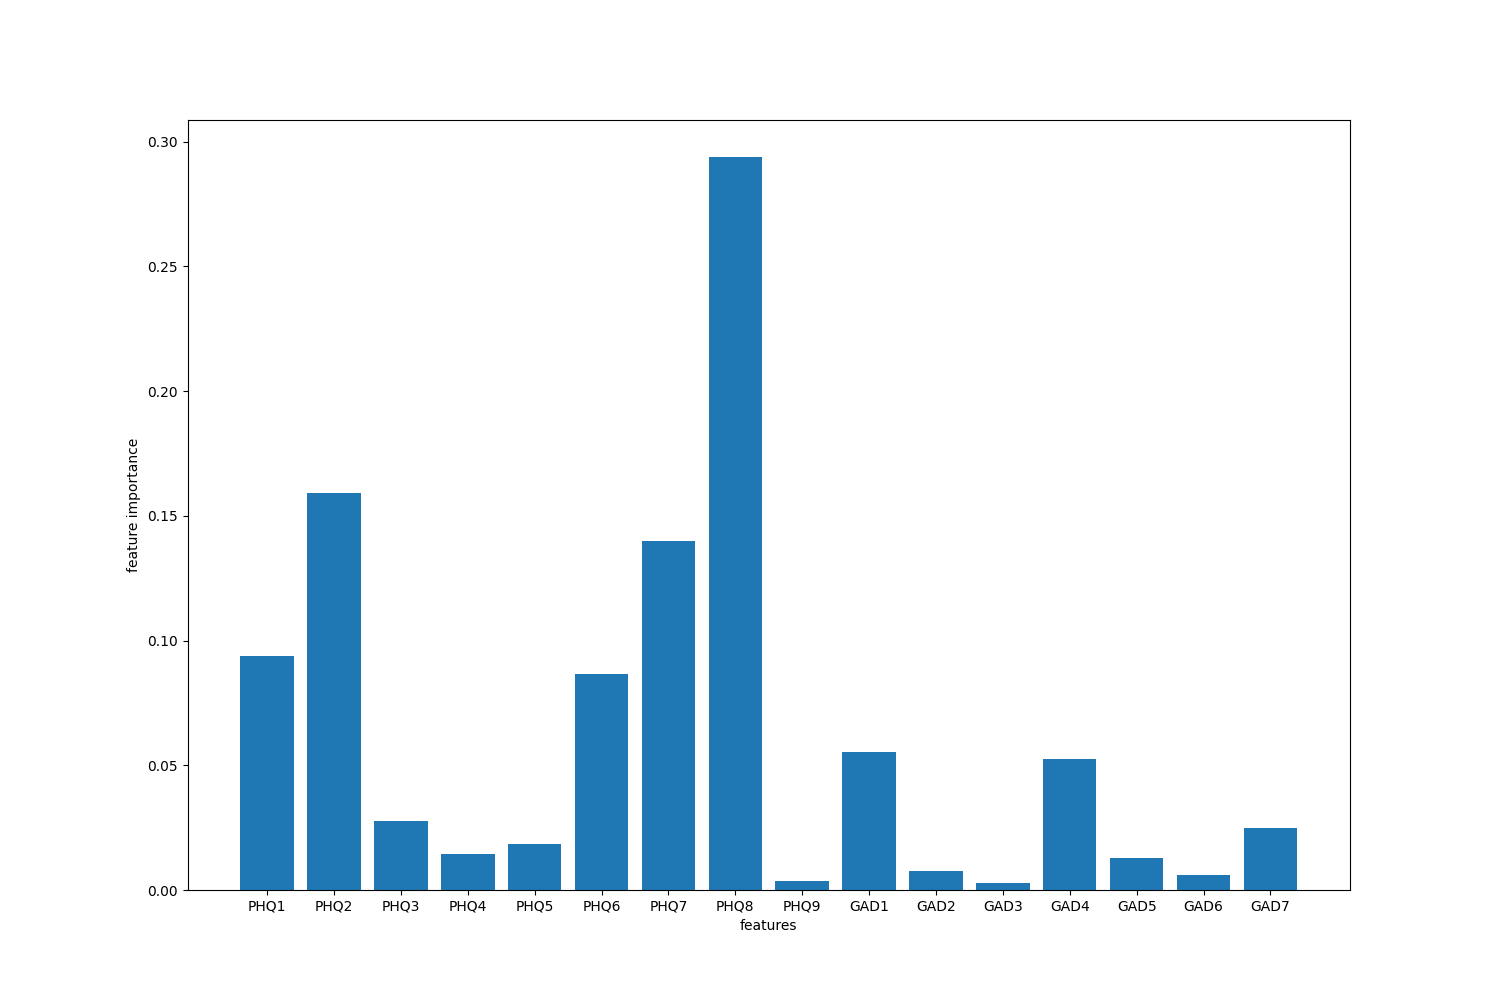 0.30
0.25
0.20
0.15
0.10
0.05
0.00
feature importance
PHQ1 PHQ2 PHQ3 PHQ4 PHQ5 PHQ6 PHQ7 PHQ8 PHQ9 GAD1 GAD2 GAD3 GAD4 GAD5 GAD6 GAD7
features